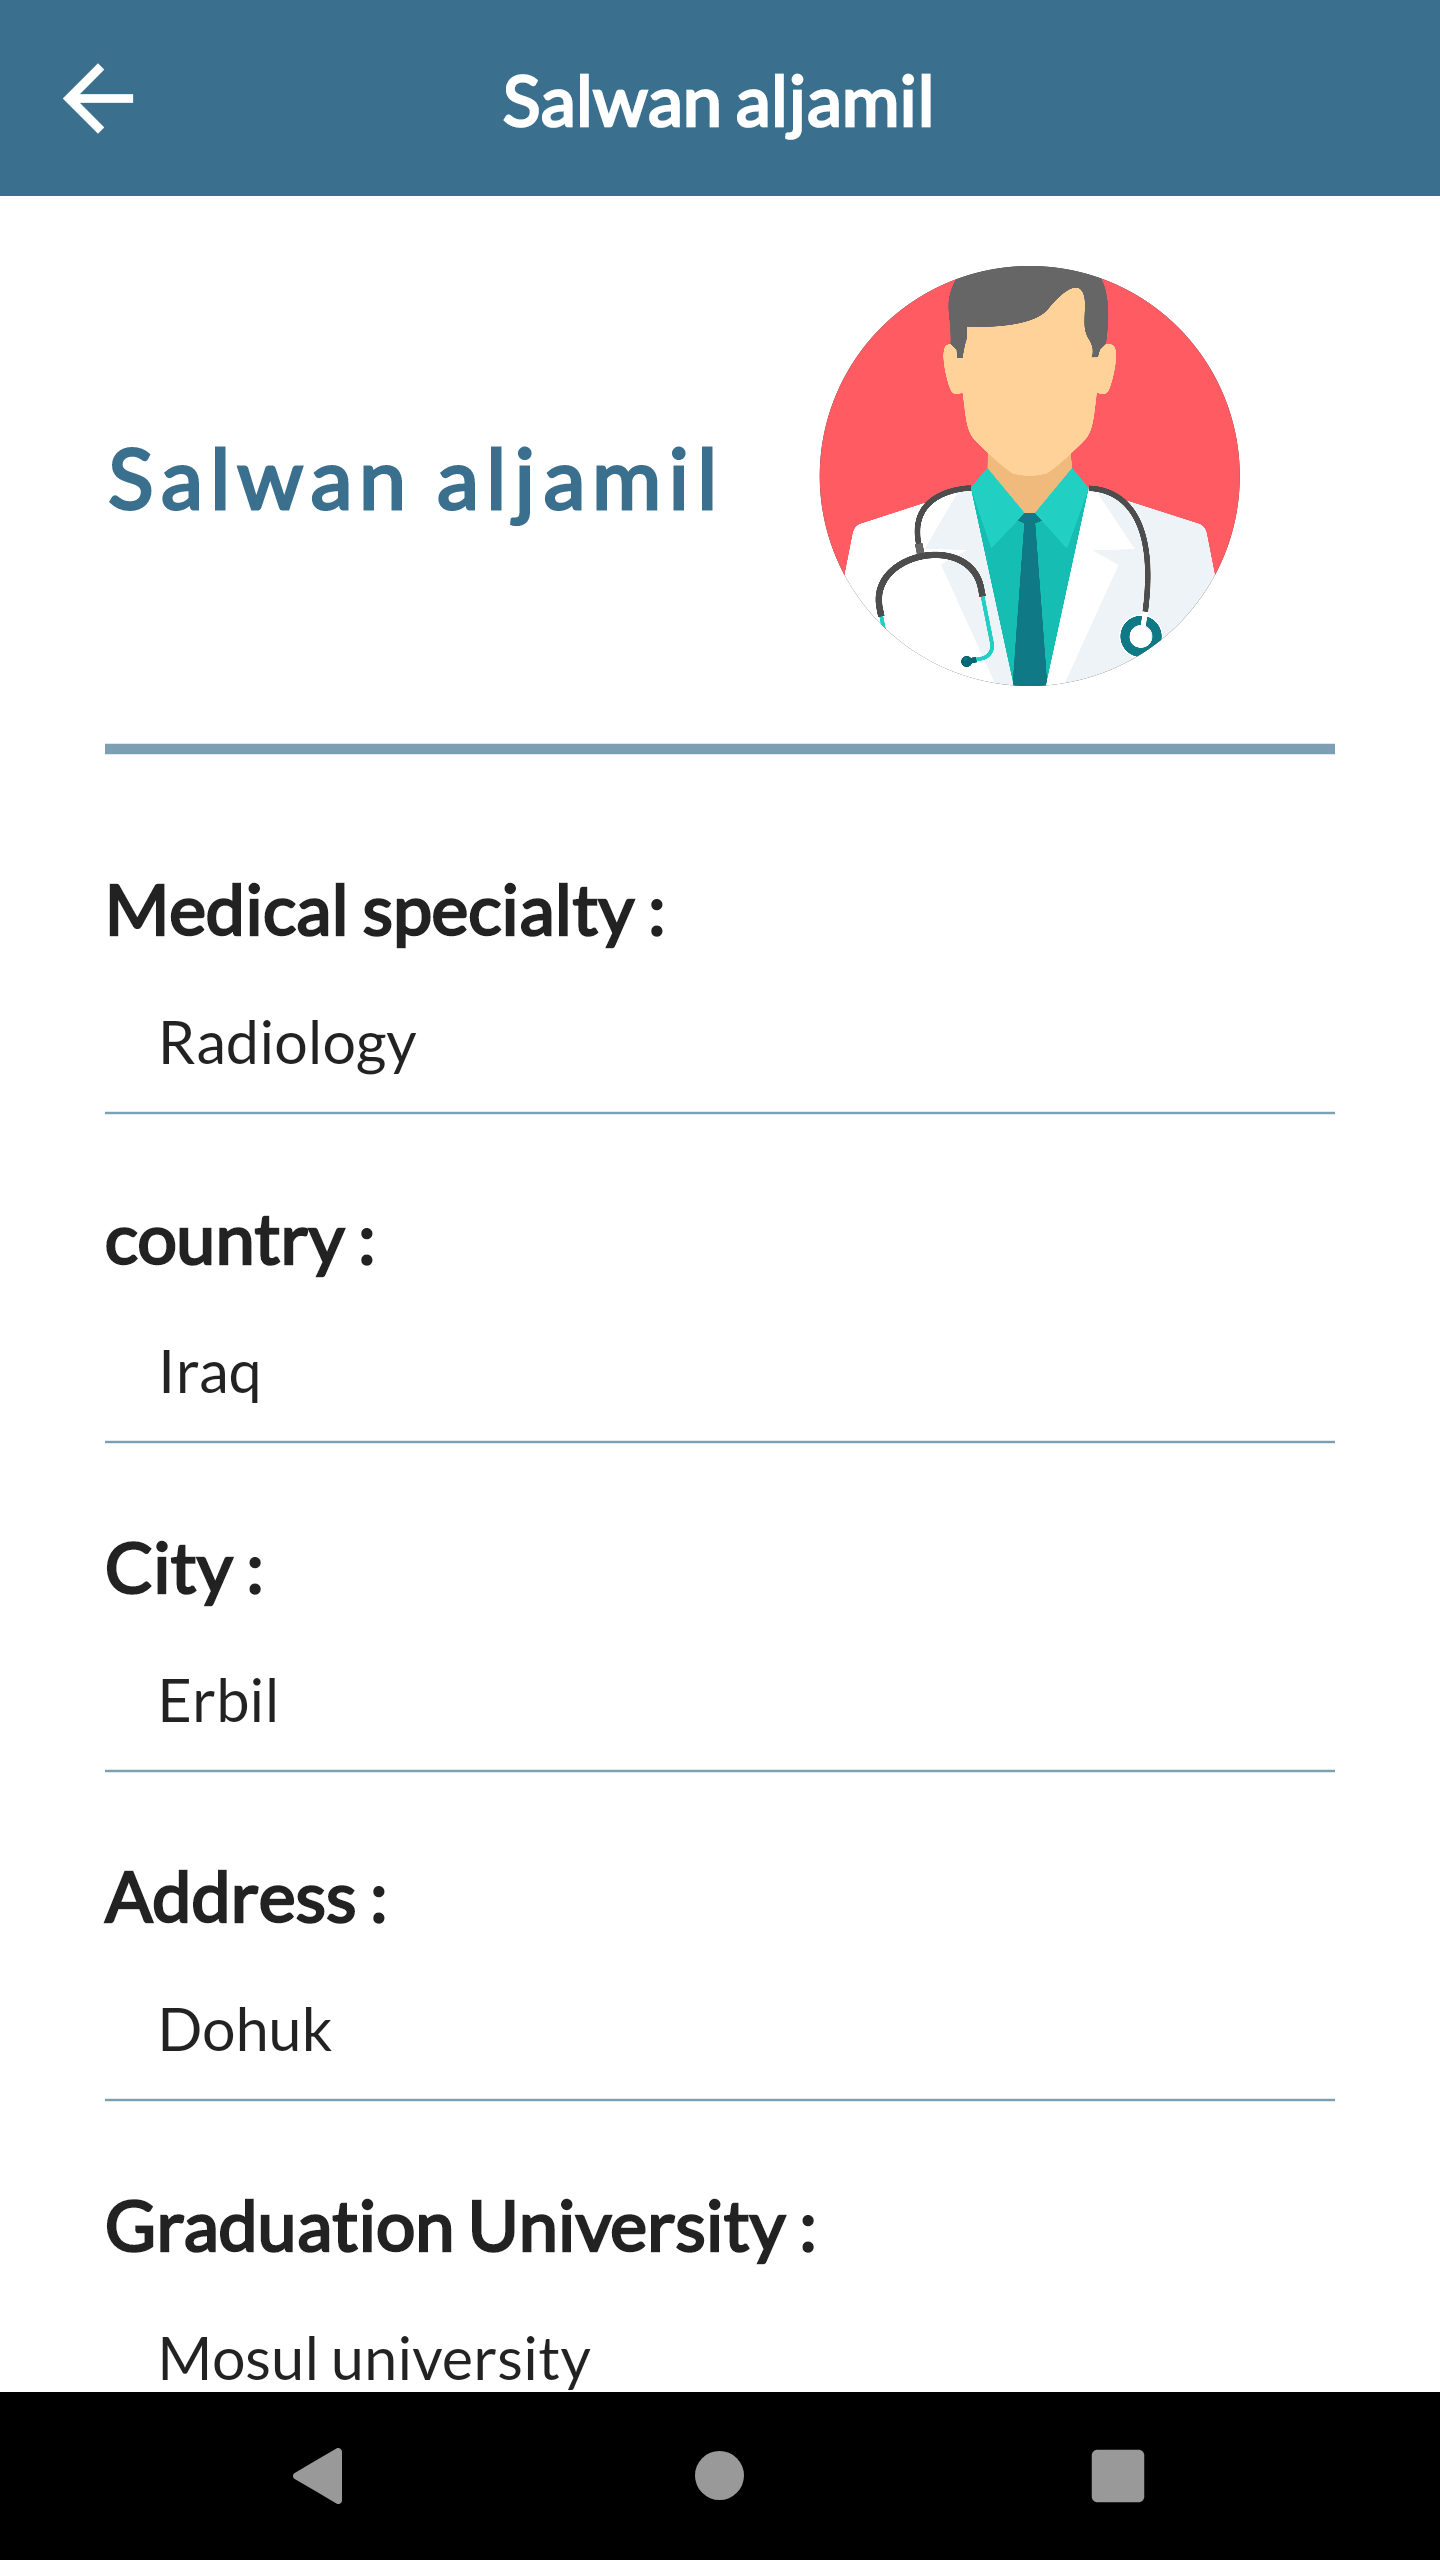 Salwan aljamil
Salwan aljamil
Medical specialty :
Radiology
country :
Iraq
City :
Erbil
Address :
Dohuk
Graduation University :
Mosul university